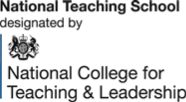 National Teaching School
designated by
National College for
Teaching & Leadership